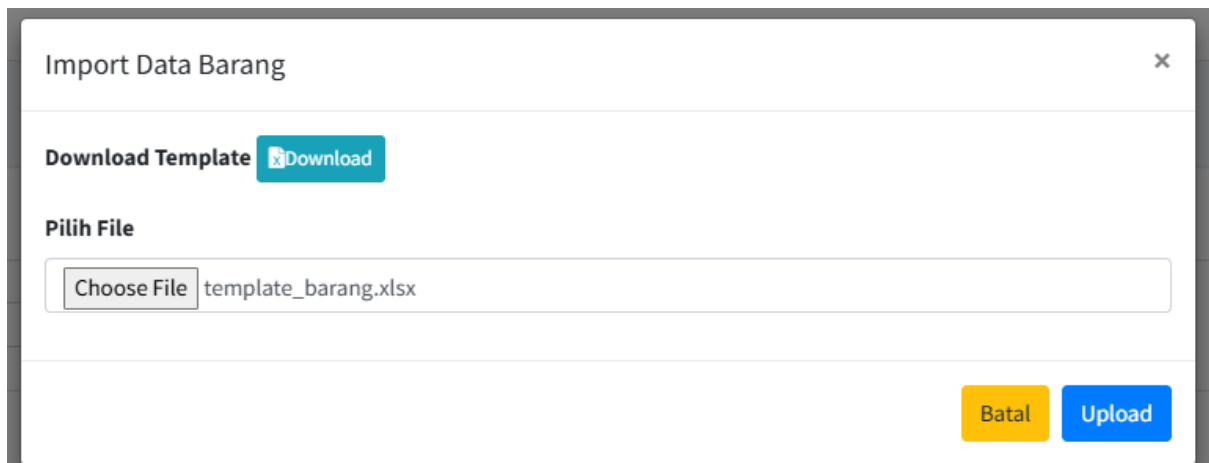 Import Data Barang ×
Download Template Download
Pilih File
Choose File template_barang.xlsx
Batal Upload